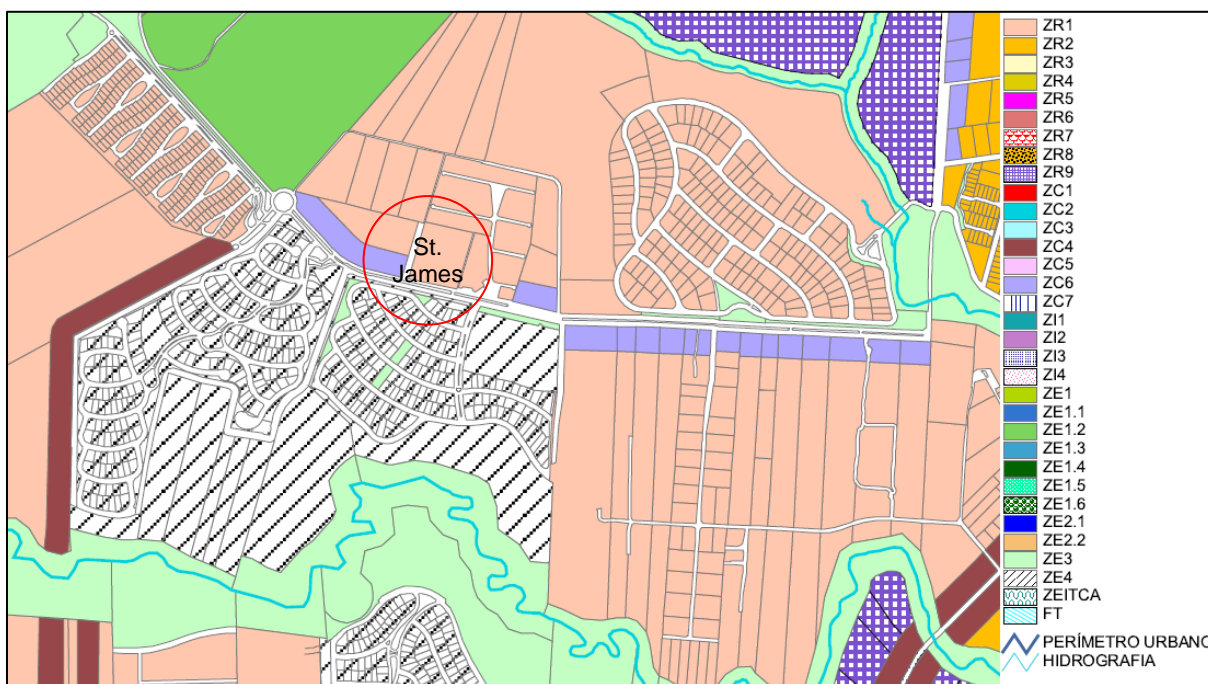 St.
James
ZR1
ZR2
ZR3
ZR4
ZR5
ZR6
ZR7
ZR8
ZR9
ZC1
ZC2
ZC3
ZC4
ZC5
ZC6
ZC7
ZI1
ZI2
ZI3
ZI4
ZE1
ZE1.1
ZE1.2
ZE1.3
ZE1.4
ZE1.5
ZE1.6
ZE2.1
ZE2.2
ZE3
ZE4
ZEITCA
FT
PERÍMETRO URBANO
HIDROGRAFIA